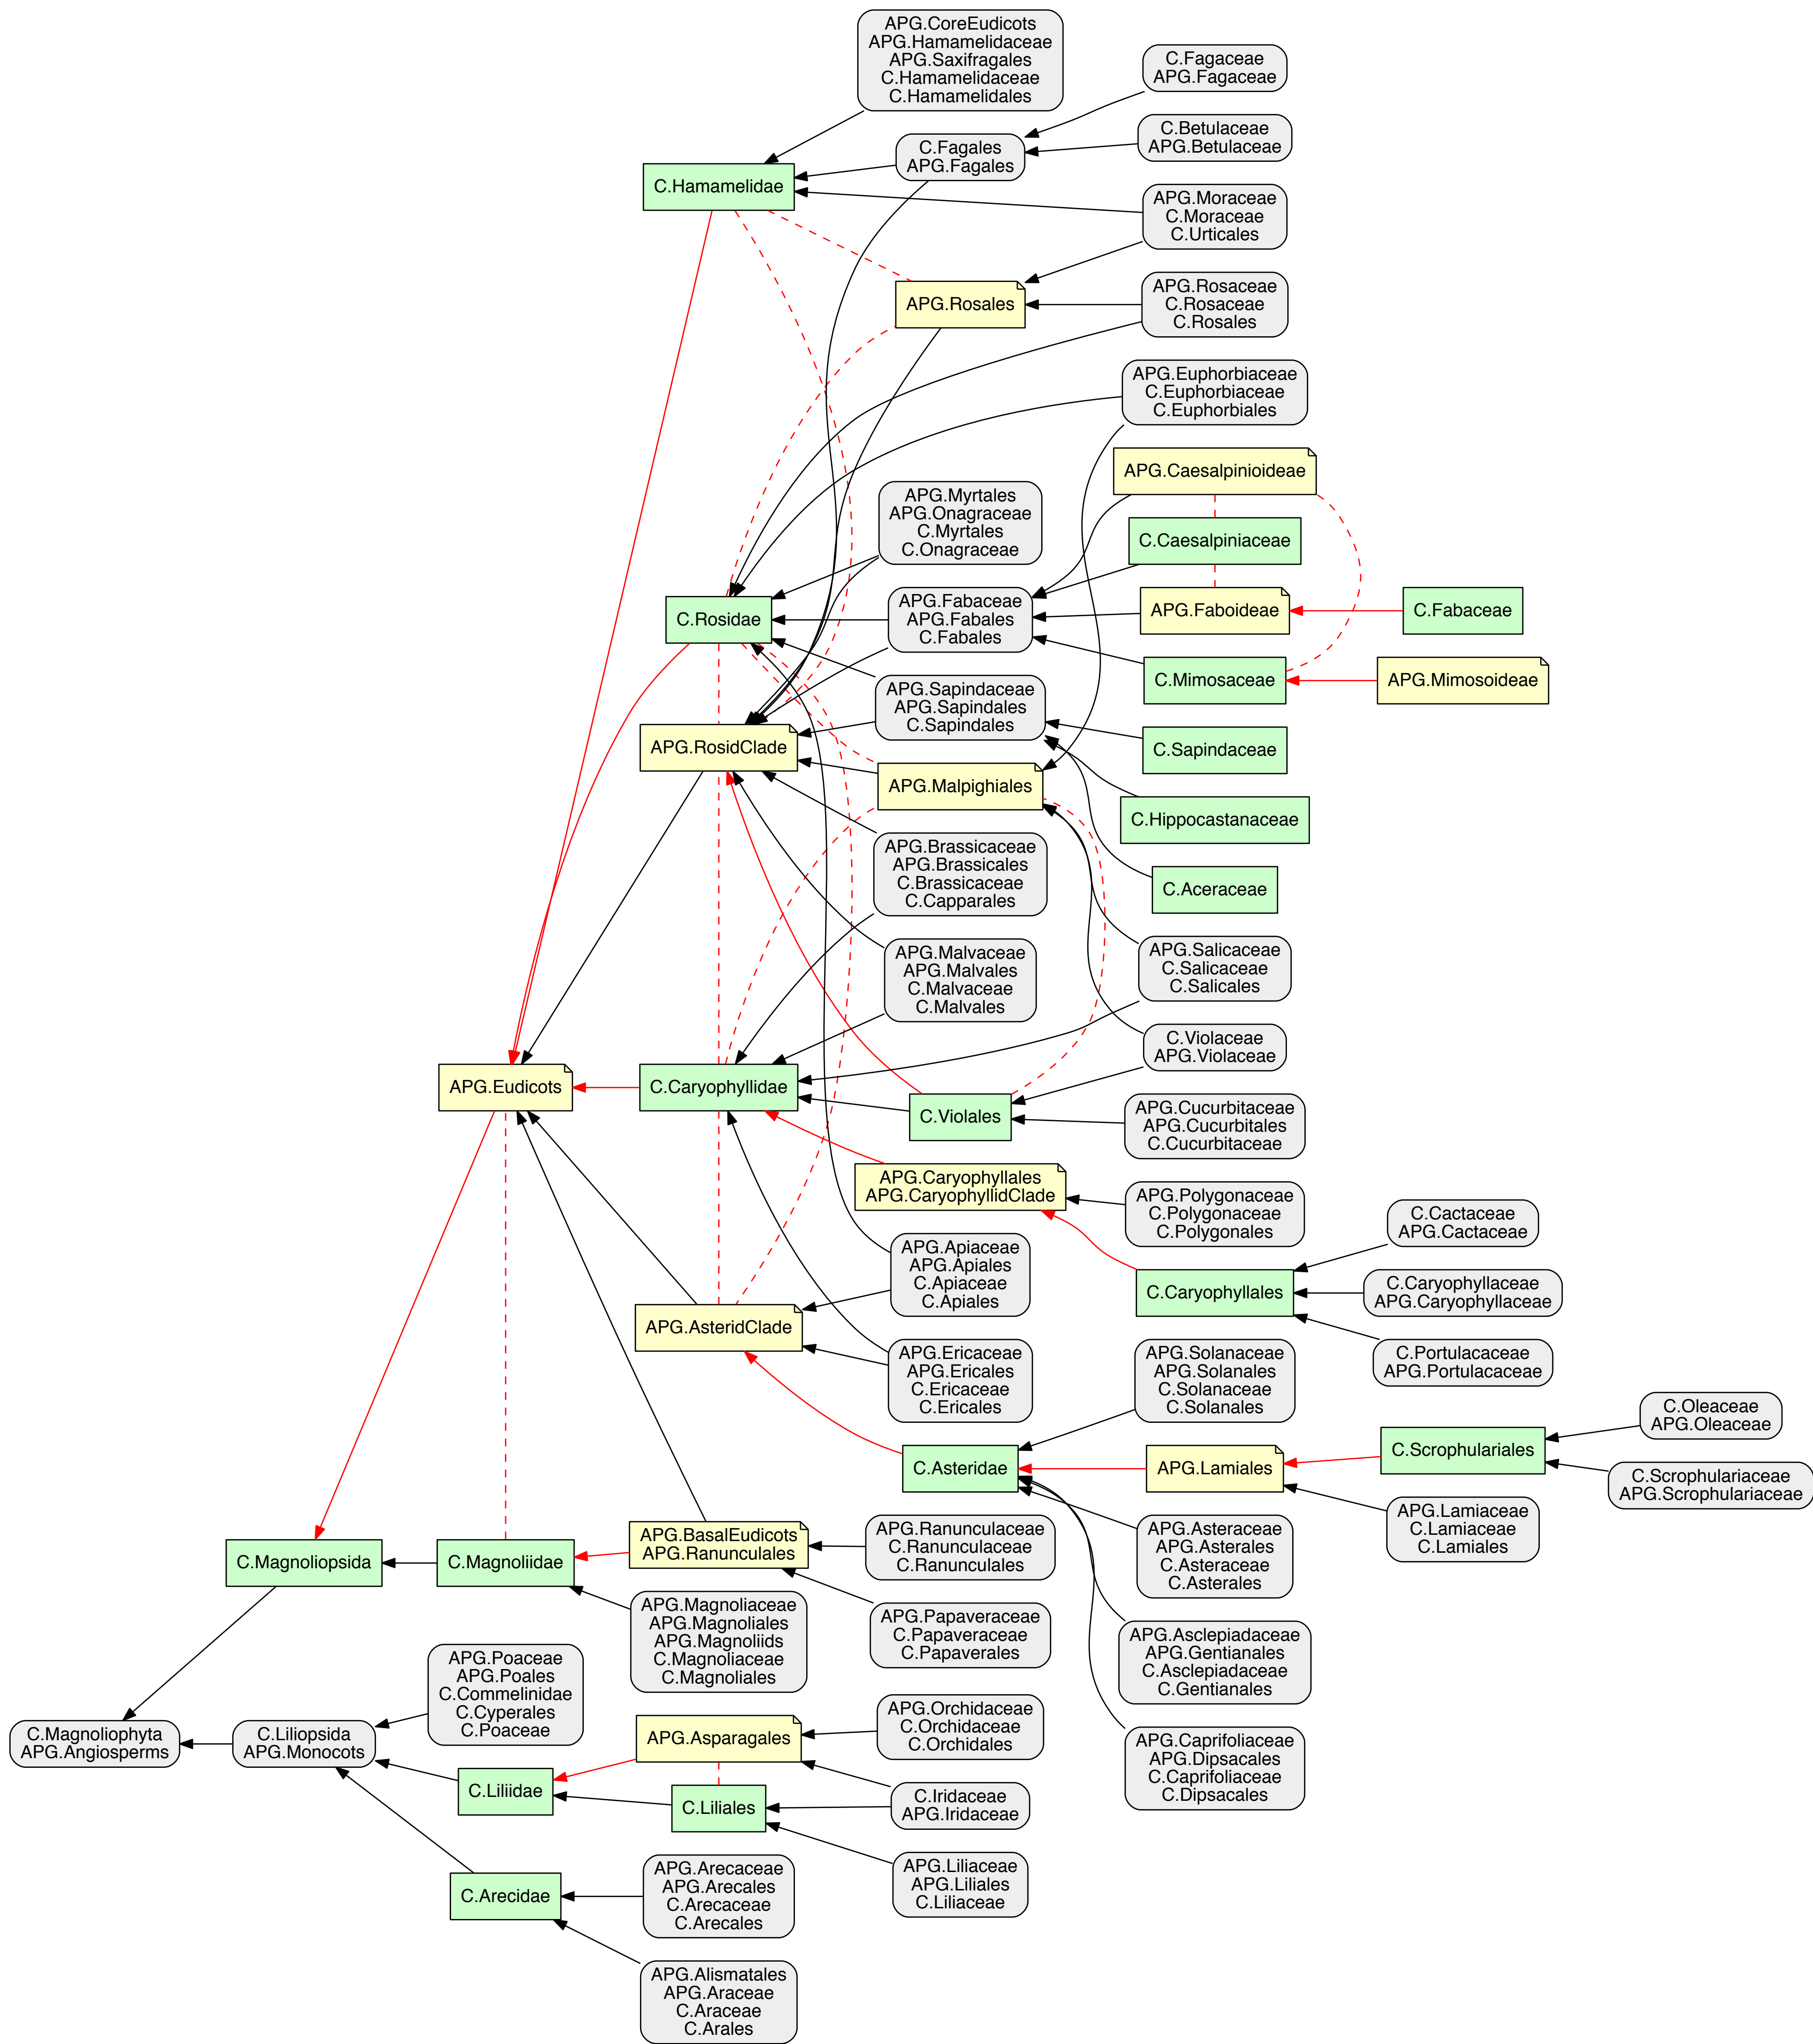 APG.CoreEudicots
APG.Hamamelidaceae
APG.Saxifragales
C.Hamamelidaceae
C.Hamamelidales
C.Fagaceae
APG.Fagaceae
C.Betulaceae
APG.Betulaceae
C.Fagales
APG.Fagales
C.Hamamelidae
APG.Moraceae
C.Moraceae
C.Urticales
APG.Rosales
APG.Rosaceae
C.Rosaceae
C.Rosales
APG.Euphorbiaceae
C.Euphorbiaceae
C.Euphorbiales
APG.Caesalpinioideae
APG.Myrtales
APG.Onagraceae
C.Myrtales
C.Onagraceae
C.Caesalpiniaceae
C.Rosidae
APG.Fabaceae
APG.Fabales
C.Fabales
APG.Faboideae
C.Fabaceae
C.Mimosaceae
APG.Mimosoideae
APG.Sapindaceae
APG.Sapindales
C.Sapindales
APG.RosidClade
C.Sapindaceae
APG.Malpighiales
C.Hippocastanaceae
APG.Brassicaceae
APG.Brassicales
C.Brassicaceae
C.Capparales
C.Aceraceae
APG.Malvaceae
APG.Malvales
C.Malvaceae
C.Malvales
APG.Salicaceae
C.Salicaceae
C.Salicales
C.Violaceae
APG.Violaceae
APG.Eudicots
C.Caryophyllidae
C.Violales
APG.Cucurbitaceae
APG.Cucurbitales
C.Cucurbitaceae
APG.Caryophyllales
APG.CaryophyllidClade
APG.Polygonaceae
C.Polygonaceae
C.Polygonales
C.Cactaceae
APG.Cactaceae
APG.Apiaceae
APG.Apiales
C.Apiaceae
C.Apiales
C.Caryophyllales
C.Caryophyllaceae
APG.Caryophyllaceae
APG.AsteridClade
C.Portulacaceae
APG.Portulacaceae
APG.Ericaceae
APG.Ericales
C.Ericaceae
C.Ericales
APG.Solanaceae
APG.Solanales
C.Solanaceae
C.Solanales
C.Oleaceae
APG.Oleaceae
C.Asteridae
APG.Lamiales
C.Scrophulariales
C.Scrophulariaceae
APG.Scrophulariaceae
APG.Lamiaceae
C.Lamiaceae
C.Lamiales
C.Magnoliopsida
C.Magnoliidae
APG.BasalEudicots
APG.Ranunculales
APG.Ranunculaceae
C.Ranunculaceae
C.Ranunculales
APG.Asteraceae
APG.Asterales
C.Asteraceae
C.Asterales
APG.Magnoliaceae
APG.Magnoliales
APG.Magnoliids
C.Magnoliaceae
C.Magnoliales
APG.Papaveraceae
C.Papaveraceae
C.Papaverales
APG.Asclepiadaceae
APG.Gentianales
C.Asclepiadaceae
C.Gentianales
APG.Poaceae
APG.Poales
C.Commelinidae
C.Cyperales
C.Poaceae
C.Magnoliophyta
APG.Angiosperms
C.Liliopsida
APG.Monocots
APG.Asparagales
APG.Orchidaceae
C.Orchidaceae
C.Orchidales
APG.Caprifoliaceae
APG.Dipsacales
C.Caprifoliaceae
C.Dipsacales
C.Liliidae
C.Liliales
C.Iridaceae
APG.Iridaceae
APG.Liliaceae
APG.Liliales
C.Liliaceae
C.Arecidae
APG.Arecaceae
APG.Arecales
C.Arecaceae
C.Arecales
APG.Alismatales
APG.Araceae
C.Araceae
C.Arales